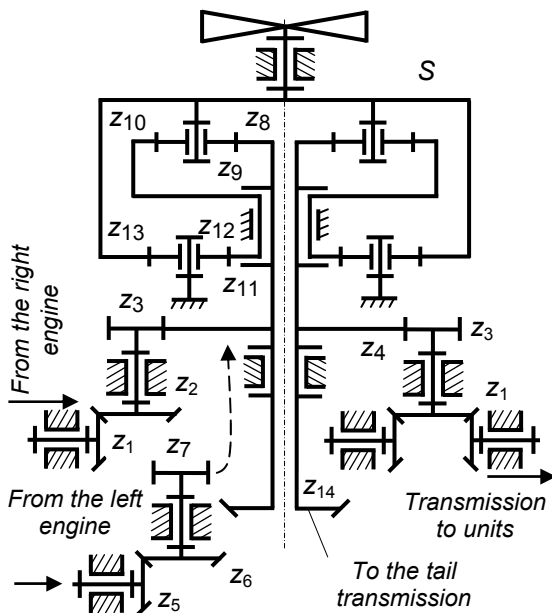 S
z10
z8
z9
z13
z12
z11
From the right
engine
z3
z4
z3
z2
z1
z1
z7
From the left
engine
z14
Transmission
to units
z5
z6
To the tail
transmission